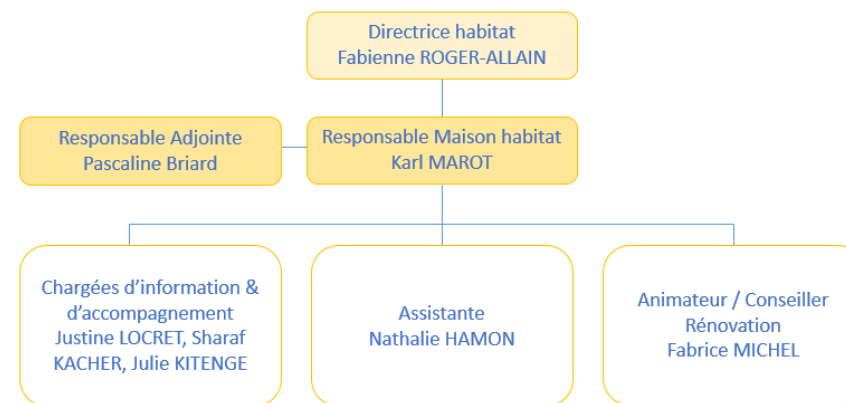 Directrice habitat
Fabienne ROGER-ALLAIN
Responsable Adjointe
Pascaline Briard
Responsable Maison habitat
Karl MAROT
Chargées d’information &
d’accompagnement
Justine LOCRET, Sharaf
KACHER, Julie KITENGE
Assistante
Nathalie HAMON
Animateur / Conseiller
Rénovation
Fabrice MICHEL